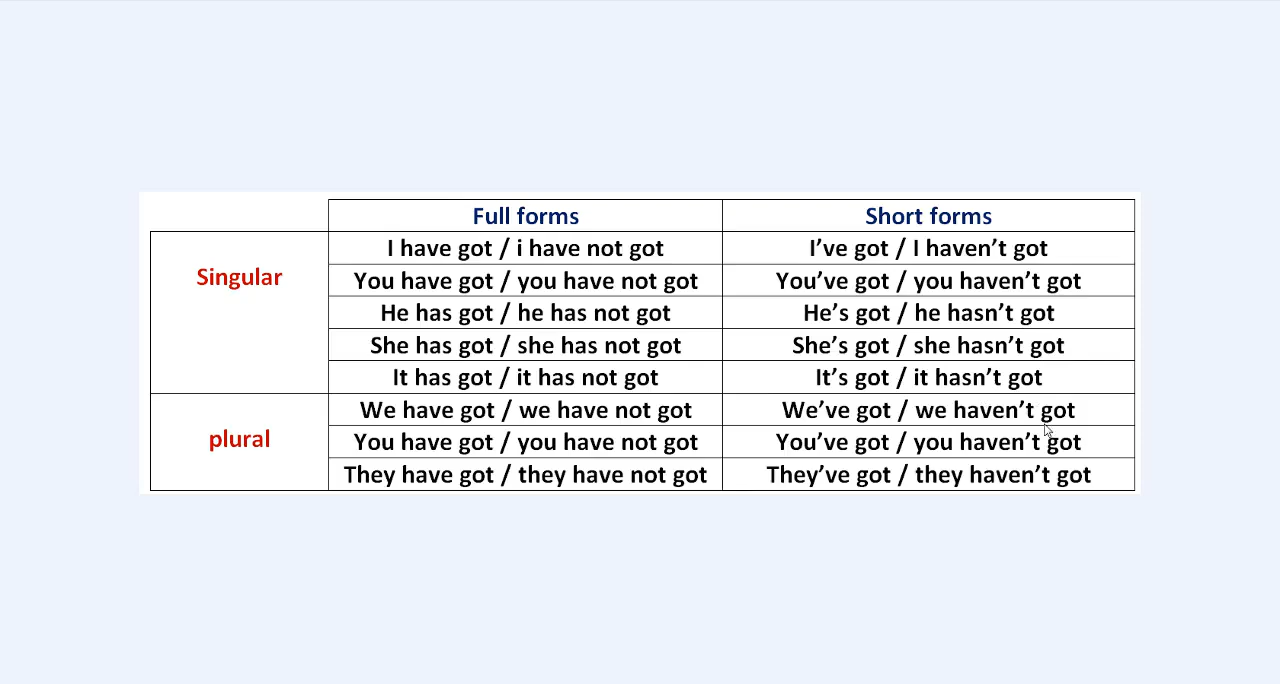 Full forms Short forms
Singular
I have got / i have not got I’ve got / I haven’t got
You have got / you have not got You’ve got / you haven’t got
He has got / he has not got He’s got / he hasn’t got
She has got / she has not got She’s got / she hasn’t got
It has got / it has not got It’s got / it hasn’t got
plural
We have got / we have not got We’ve got / we haven’t got
You have got / you have not got You’ve got / you haven’t got
They have got / they have not got They’ve got / they haven’t got